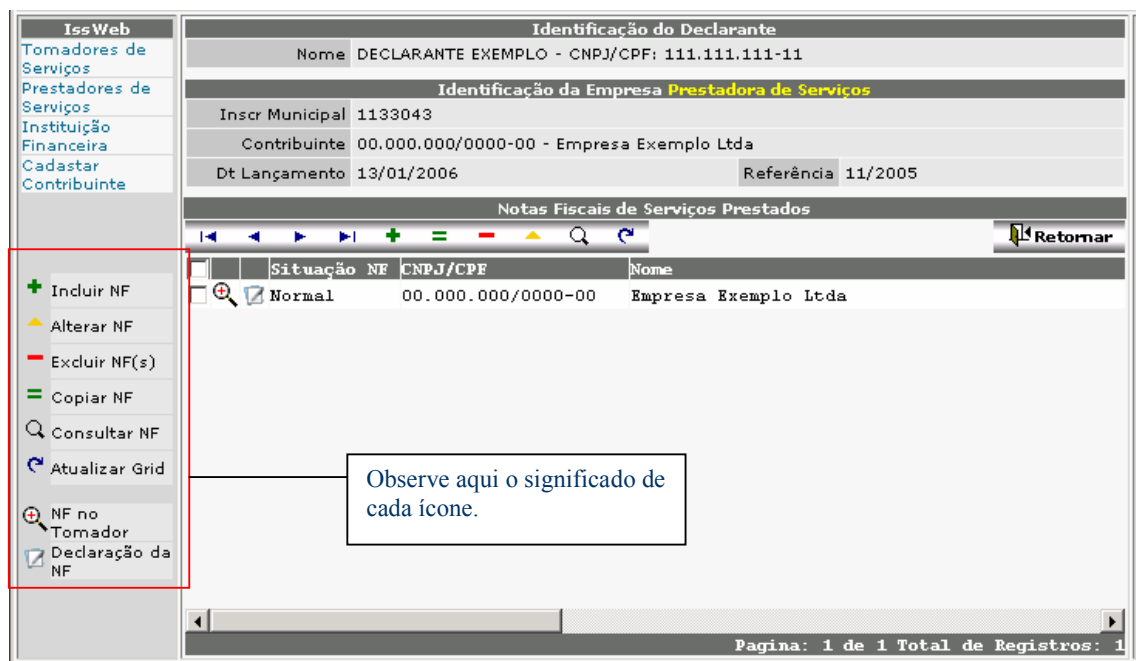 IssWeb
Tomadores de
Serviços
Prestadores de
Serviços
Instituição
Financeira
Cadastar
Contribuinte
Incluir NF
Alterar NF
Excluir NF(s)
Copiar NF
Consultar NF
Atualizar Grid
NF no
Tomador
Declaração da
NF
Identificação do Declarante
Nome DECLARANTE EXEMPLO - CNPJ/CPF: 111.111.111-11
Identificação da Empresa Prestadora de Serviços
Inscr Municipal 1133043
Contribuinte 00.000.000/0000-00 - Empresa Exemplo Ltda
Dt Lançamento 13/01/2006 Referência 11/2005
Notas Fiscais de Serviços Prestados
Retornar
Situação NF CNPJ/CPF Nome
Normal 00.000.000/0000-00 Empresa Exemplo Ltda
Observe aqui o significado de
cada ícone.
Pagina: 1 de 1 Total de Registros: 1